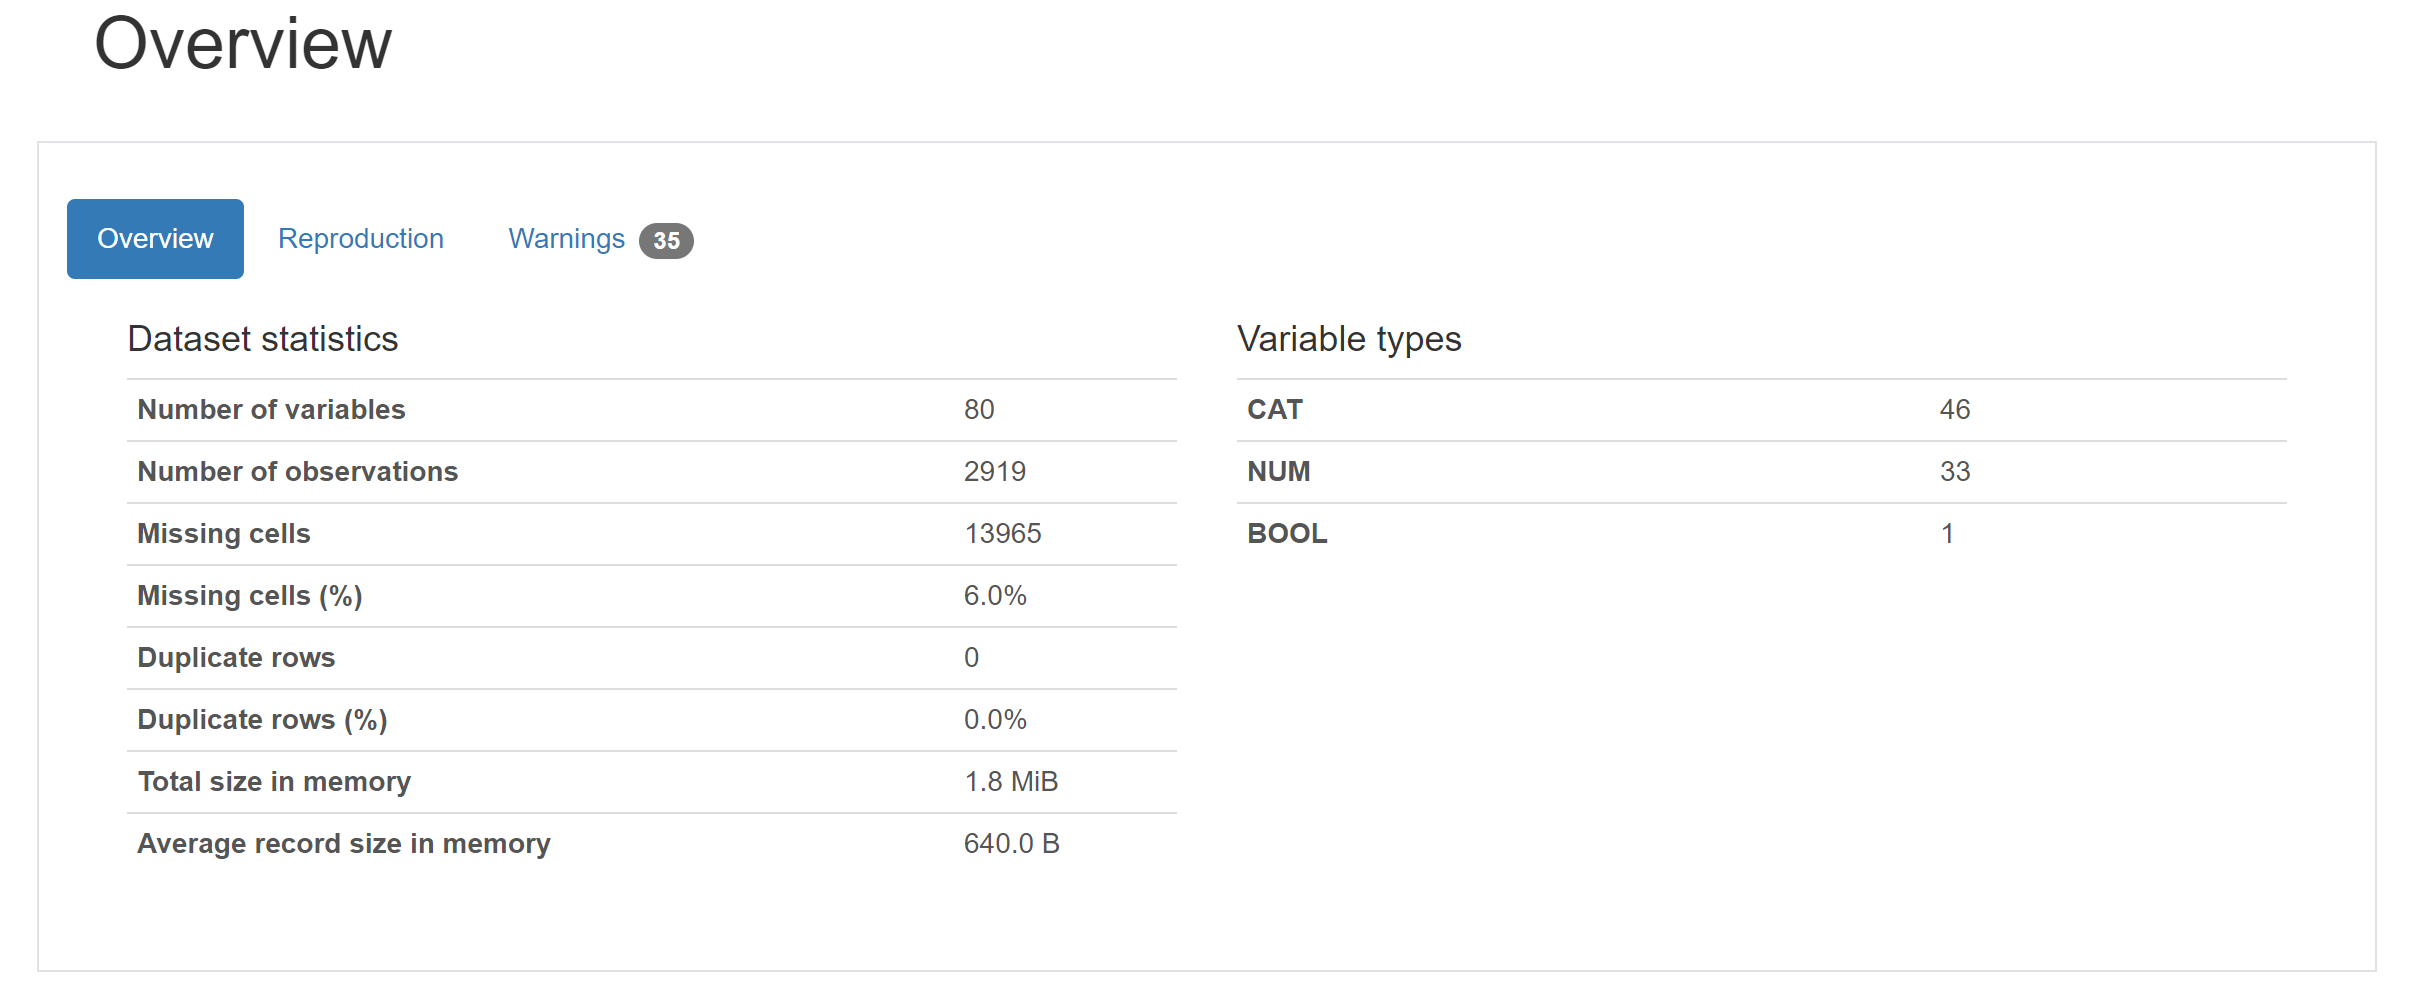 Overview
Overview Reproduction Warnings 35
Dataset statistics
Number of variables 80
Number of observations 2919
Missing cells 13965
Missing cells (%) 6.0%
Duplicate rows 0
Duplicate rows (%) 0.0%
Total size in memory 1.8 MiB
Average record size in memory 640.0 B
Variable types
CAT 46
NUM 33
BOOL 1